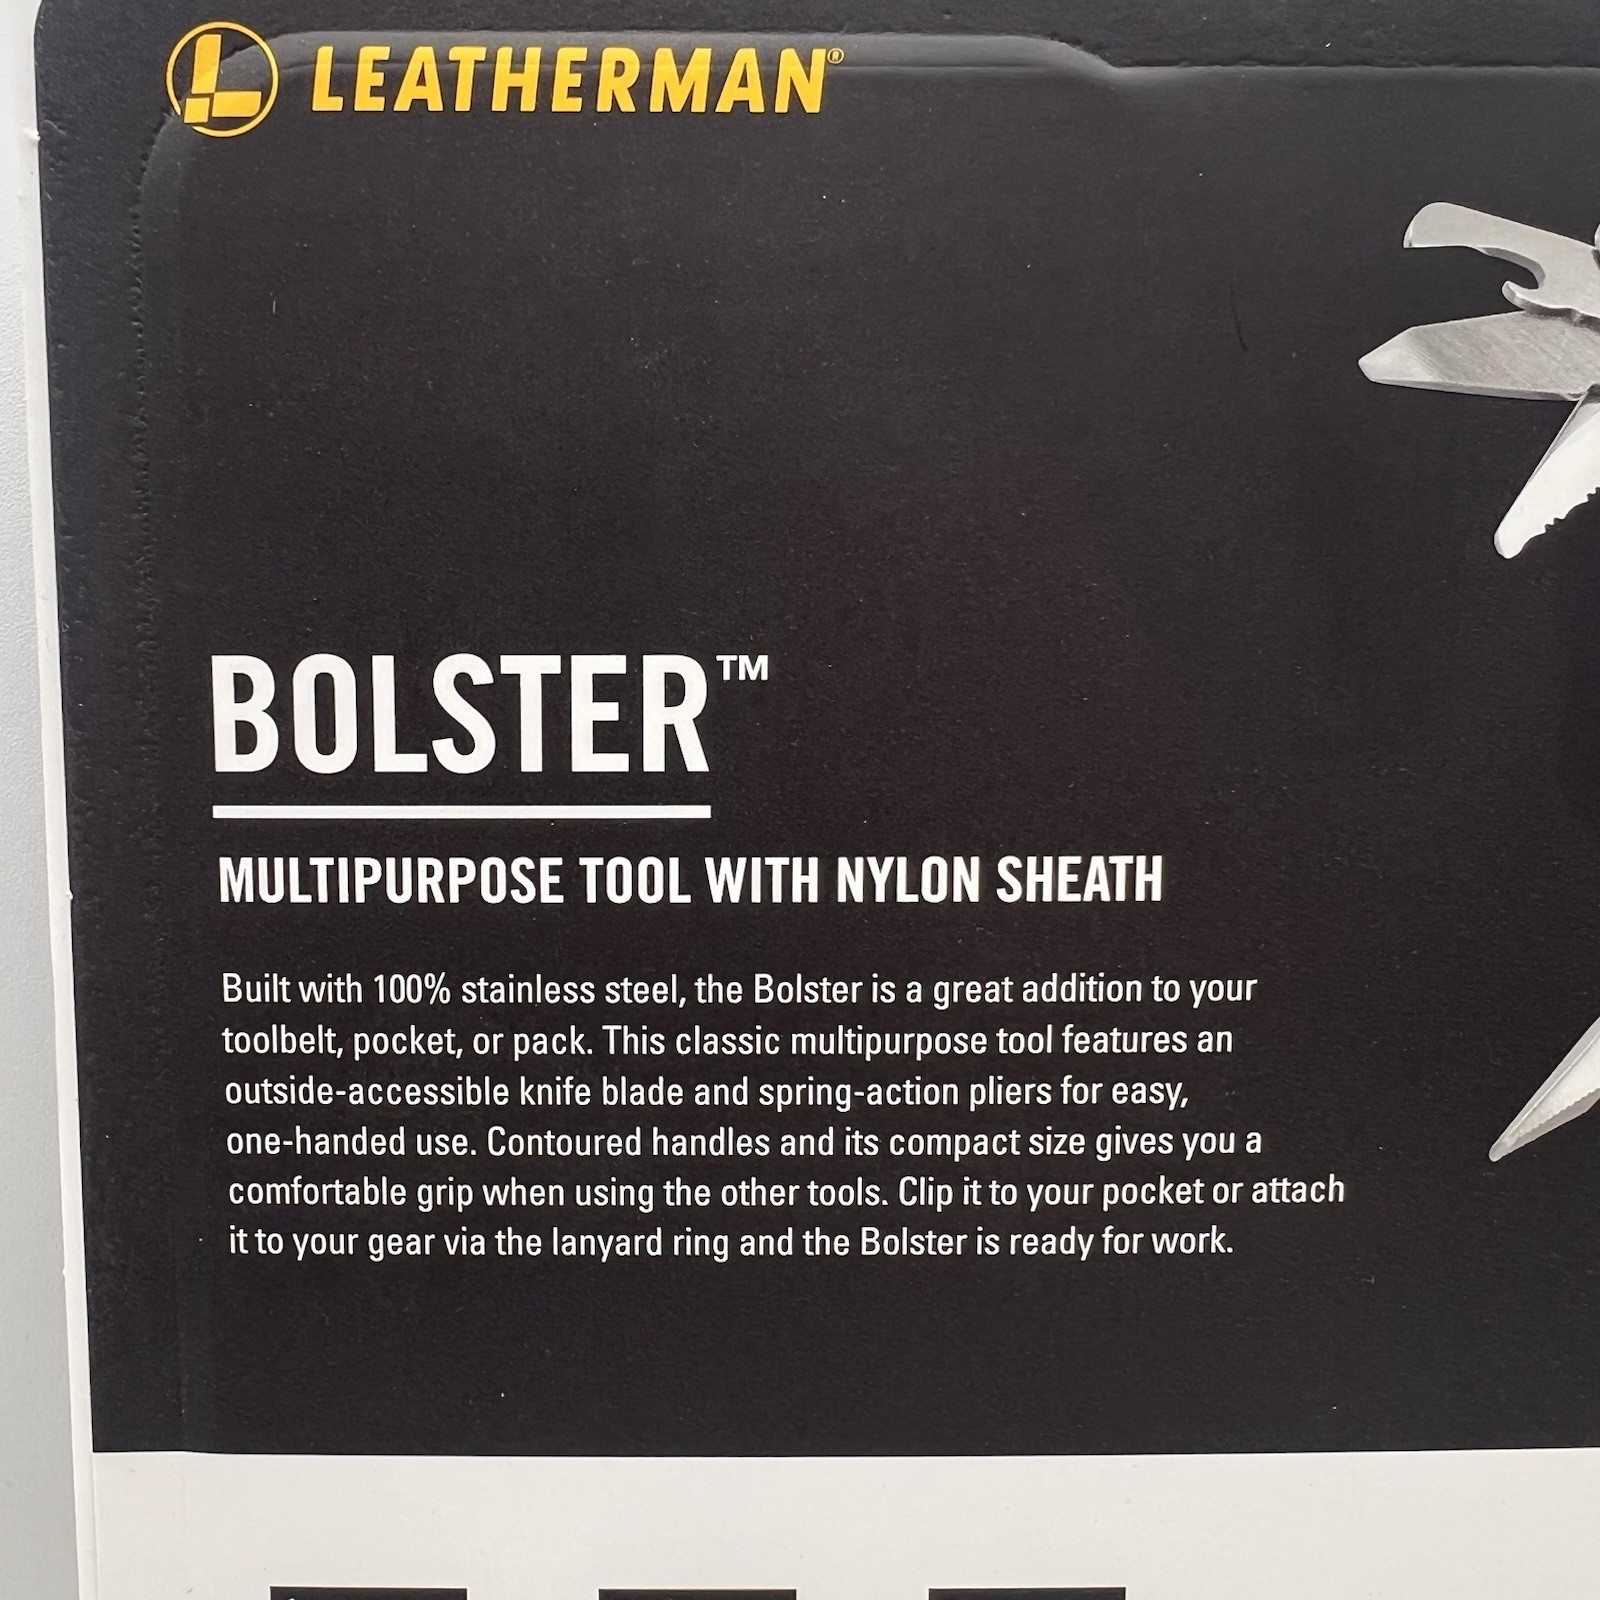 LEATHERMAN®
BOLSTER™
MULTIPURPOSE TOOL WITH NYLON SHEATH
Built with 100% stainless steel, the Bolster is a great addition to your
toolbelt, pocket, or pack. This classic multipurpose tool features an
outside-accessible knife blade and spring-action pliers for easy,
one-handed use. Contoured handles and its compact size gives you a
comfortable grip when using the other tools. Clip it to your pocket or attach
it to your gear via the lanyard ring and the Bolster is ready for work.